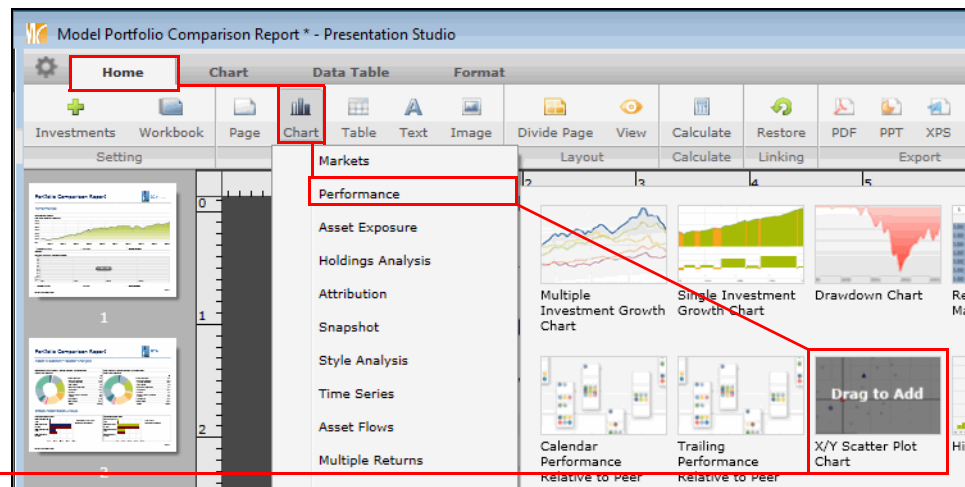 Model Portfolio Comparison Report * - Presentation Studio
Home Chart Data Table Format
Investments Workbook Page Chart Table Text Image Divide Page View Calculate Restore PDF PPT XPS
Setting Layout Calculate Linking Export
Markets
Performance
Asset Exposure
Holdings Analysis
Attribution
Snapshot
Style Analysis
Time Series
Asset Flows
Multiple Returns
Portfolio Comparison Report
1
Portfolio Comparison Report
2
0
1
2
2 3 4 5
Multiple
Investment Growth
Chart
Single Investment
Growth Chart
Drawdown Chart
Re
Ma
Calendar
Performance
Relative to Peer
Trailing
Performance
Relative to Peer
Drag to Add
X/Y Scatter Plot
Chart
Hi